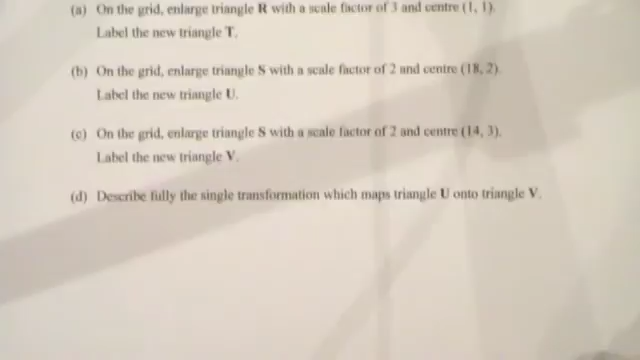 (a) On the grid, enlarge triangle R with a scale factor of 3 and centre (1, 1).
Label the new triangle T.
(b) On the grid, enlarge triangle S with a scale factor of 2 and centre (18, 2).
Label the new triangle U.
(c) On the grid, enlarge triangle S with a scale factor of 2 and centre (14, 3).
Label the new triangle V.
(d) Describe fully the single transformation which maps triangle U onto triangle V.